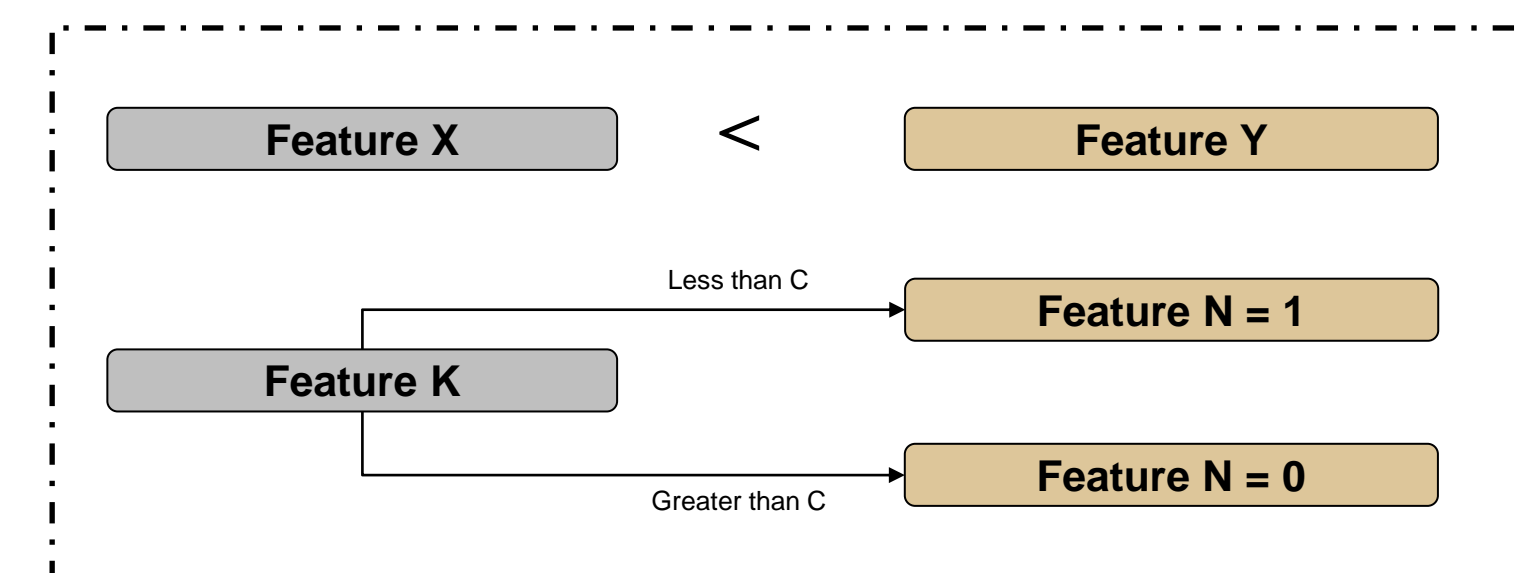 Feature X
<
Feature Y
Less than C
Feature N = 1
Feature K
Feature N = 0
Greater than C